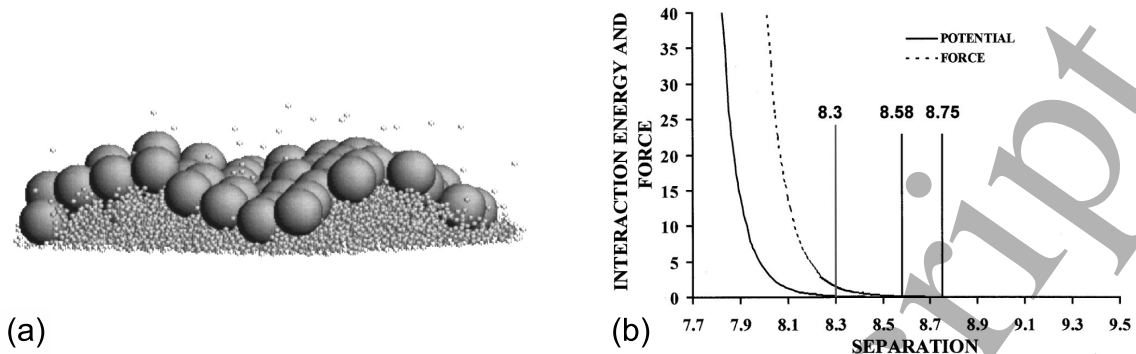 (a)
(b)
INTERACTION ENERGY AND
FORCE
40
35
30
25
20
15
10
5
0
POTENTIAL
FORCE
8.3 8.58 8.75
7.7 7.9 8.1 8.3 8.5 8.7 8.9 9.1 9.3 9.5
SEPARATION
ript